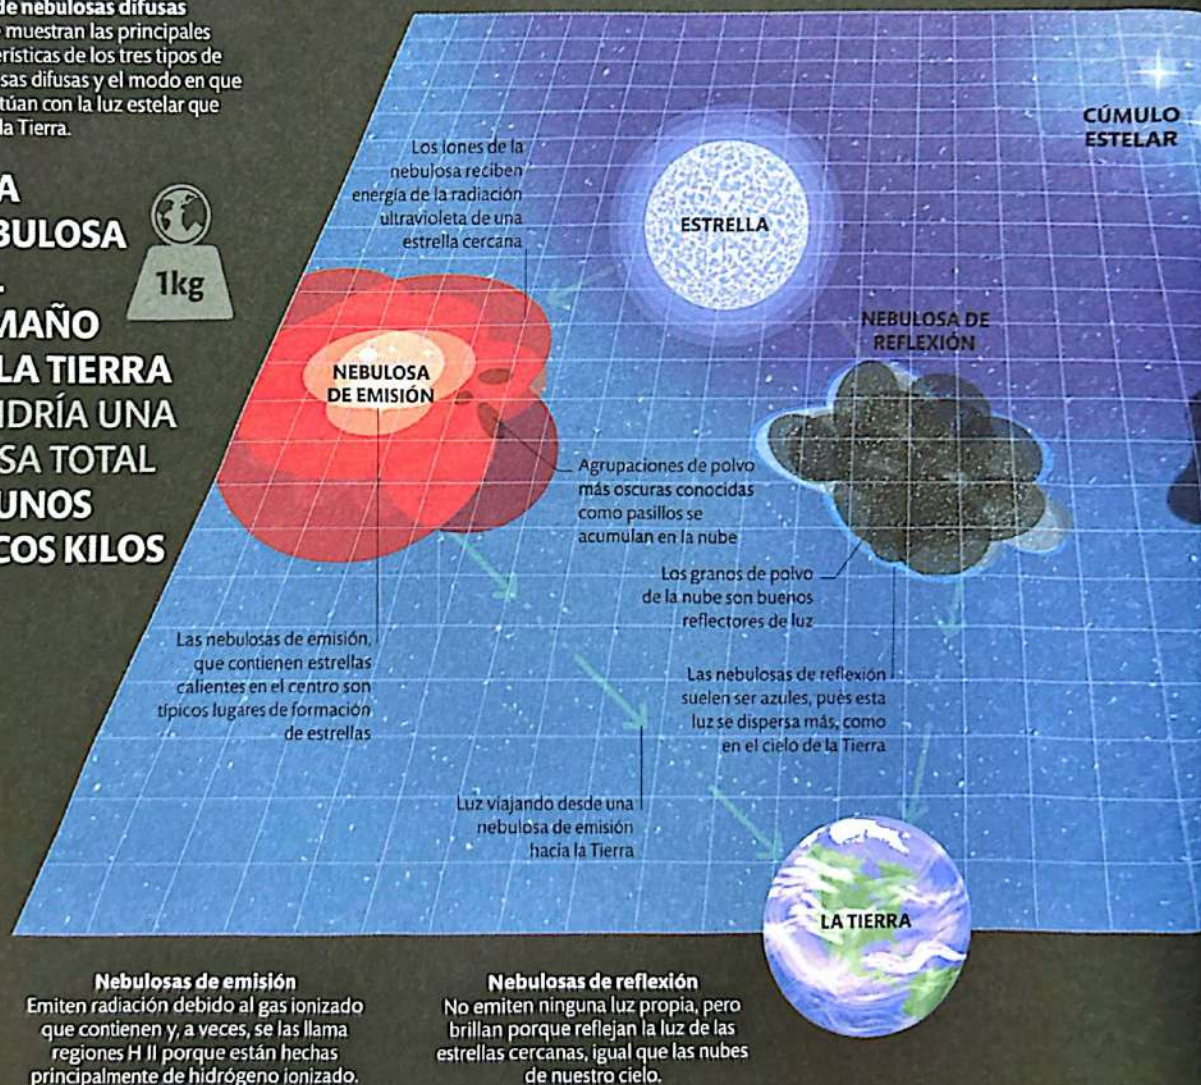 de nebulosas difusas
muestran las principales
erísticas de los tres tipos de
sas difusas y el modo en que
túan con la luz estelar que
la Tierra.
A
BULOSA
MAÑO
LA TIERRA
NDRÍA UNA
SA TOTAL
UNOS
COS KILOS
1kg
Los iones de la
nebulosa reciben
energía de la radiación
ultravioleta de una
estrella cercana
ESTRELLA
CÚMULO
ESTELAR
NEBULOSA
DE EMISIÓN
NEBULOSA DE
REFLEXIÓN
Agrupaciones de polvo
más oscuras conocidas
como pasillos se
acumulan en la nube
Los granos de polvo
de la nube son buenos
reflectores de luz
Las nebulosas de emisión,
que contienen estrellas
calientes en el centro son
típicos lugares de formación
de estrellas
Las nebulosas de reflexión
suelen ser azules, pues esta
luz se dispersa más, como
en el cielo de la Tierra
Luz viajando desde una
nebulosa de emisión
hacia la Tierra
LA TIERRA
Nebulosas de emisión
Emiten radiación debido al gas ionizado
que contienen y, a veces, se las llama
regiones H II porque están hechas
principalmente de hidrógeno ionizado.
Nebulosas de reflexión
No emiten ninguna luz propia, pero
brillan porque reflejan la luz de las
estrellas cercanas, igual que las nubes
de nuestro cielo.